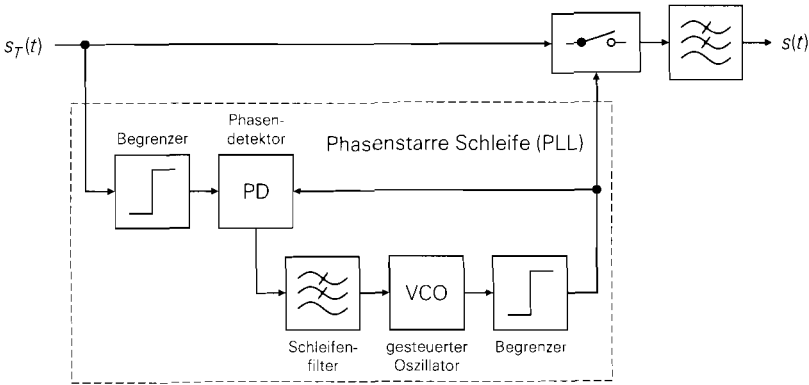 s_T(t)
s(t)
Phasen-
detektor
Begrenzer
Phasenstarre Schleife (PLL)
PD
VCO
Schleifen-
filter
gesteuerter
Oszillator
Begrenzer